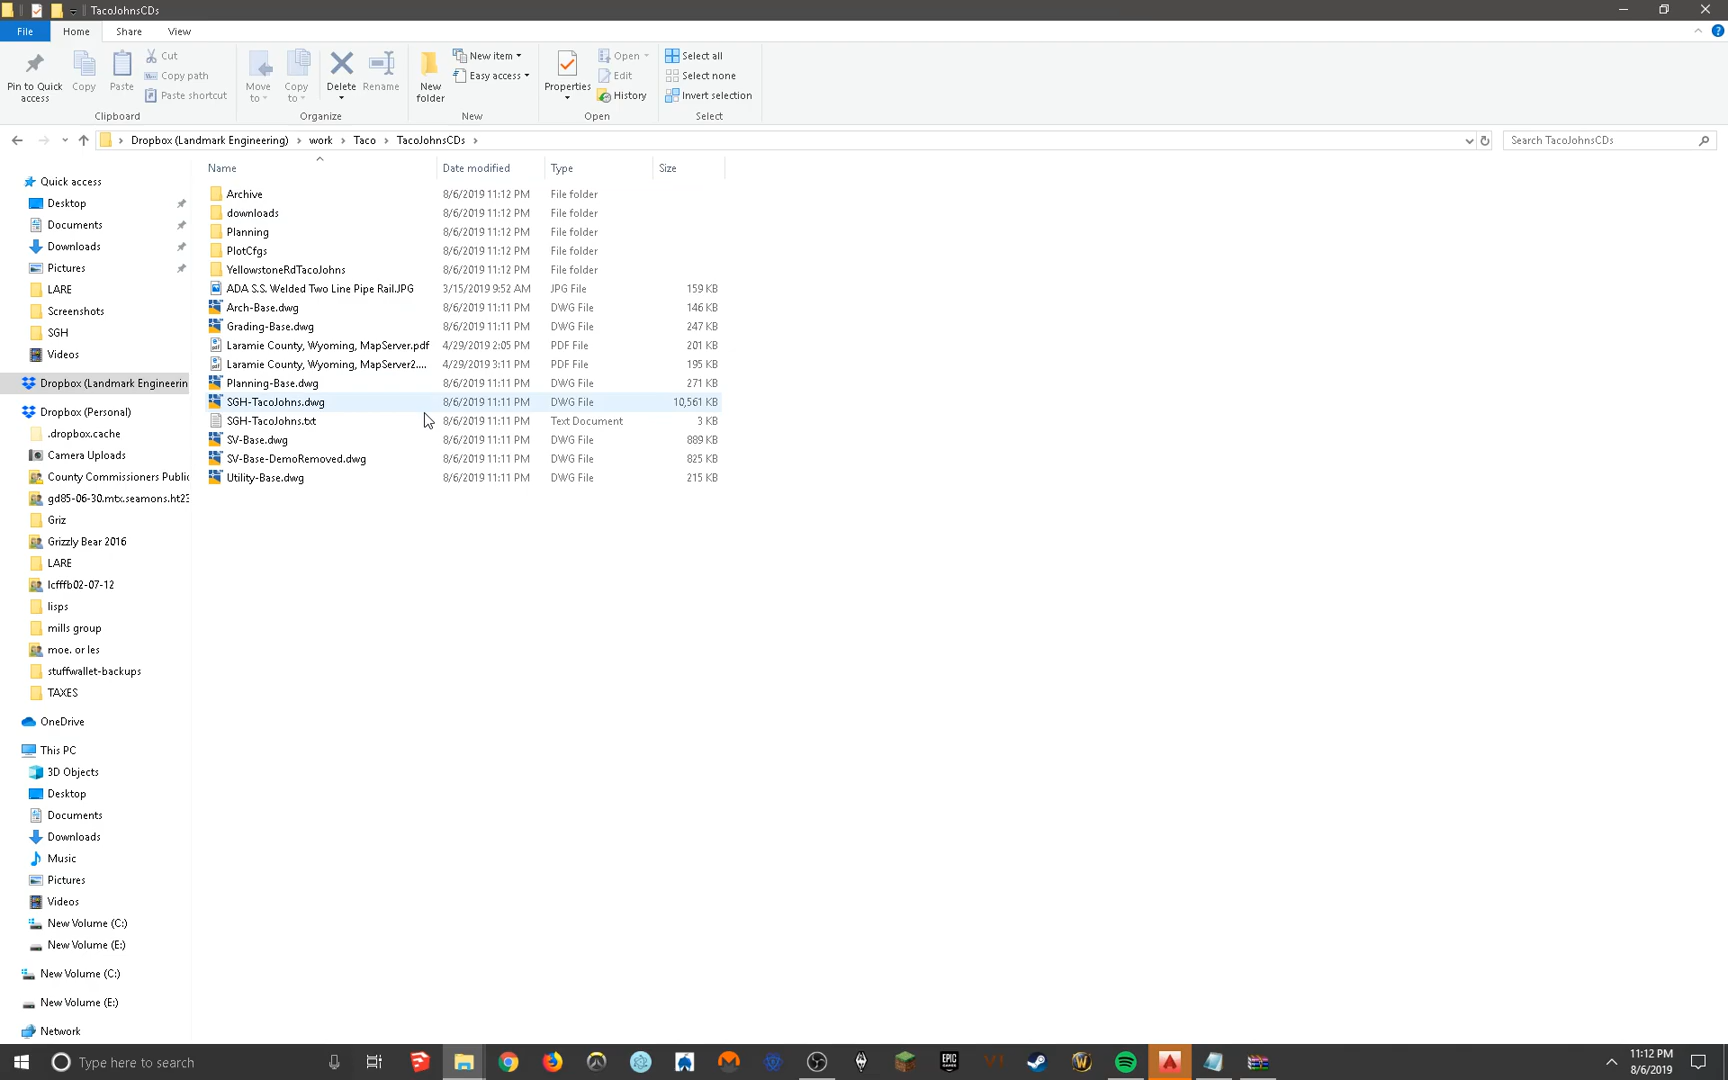 TacoJohnsCDs
File Home Share View
Pin to Quick access
Copy
Paste
Cut
Copy path
Paste shortcut
Clipboard
Move to
Copy to
Delete
Rename
Organize
New folder
New item
Easy access
New
Properties
Open
Edit
History
Open
Select all
Select none
Invert selection
Select
Dropbox (Landmark Engineering) › work › Taco › TacoJohnsCDs ›
Search TacoJohnsCDs
Name Date modified Type Size
Archive 8/6/2019 11:12 PM File folder
downloads 8/6/2019 11:12 PM File folder
Planning 8/6/2019 11:12 PM File folder
PlotCfgs 8/6/2019 11:12 PM File folder
YellowstoneRdTacoJohns 8/6/2019 11:12 PM File folder
ADA S.S. Welded Two Line Pipe Rail.JPG 3/15/2019 9:52 AM JPG File 159 KB
Arch-Base.dwg 8/6/2019 11:11 PM DWG File 146 KB
Grading-Base.dwg 8/6/2019 11:11 PM DWG File 247 KB
Laramie County, Wyoming, MapServer.pdf 4/29/2019 2:05 PM PDF File 201 KB
Laramie County, Wyoming, MapServer2.... 4/29/2019 3:11 PM PDF File 195 KB
Planning-Base.dwg 8/6/2019 11:11 PM DWG File 271 KB
SGH-TacoJohns.dwg 8/6/2019 11:11 PM DWG File 10,561 KB
SGH-TacoJohns.txt 8/6/2019 11:11 PM Text Document 3 KB
SV-Base.dwg 8/6/2019 11:11 PM DWG File 889 KB
SV-Base-DemoRemoved.dwg 8/6/2019 11:11 PM DWG File 825 KB
Utility-Base.dwg 8/6/2019 11:11 PM DWG File 215 KB
Quick access
Desktop
Documents
Downloads
Pictures
LARE
Screenshots
SGH
Videos
Dropbox (Landmark Engineerin
Dropbox (Personal)
.dropbox.cache
Camera Uploads
County Commissioners Public
gd85-06-30.mtx.seamons.ht23
Griz
Grizzly Bear 2016
LARE
lcfffb02-07-12
lisps
mills group
moe. or les
stuffwallet-backups
TAXES
OneDrive
This PC
3D Objects
Desktop
Documents
Downloads
Music
Pictures
Videos
New Volume (C:)
New Volume (E:)
New Volume (C:)
New Volume (E:)
Network
Type here to search
EPIC GAMES
11:12 PM
8/6/2019